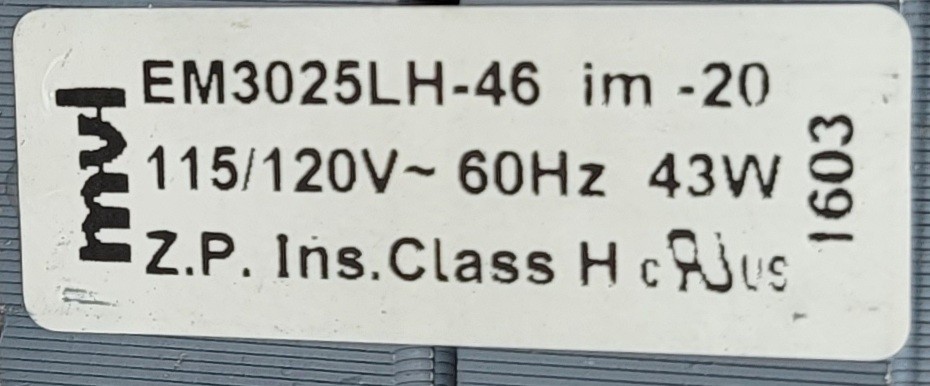 mvl
EM3025LH-46 im -20
115/120V~ 60Hz 43W
Z.P. Ins.Class H c us
1603